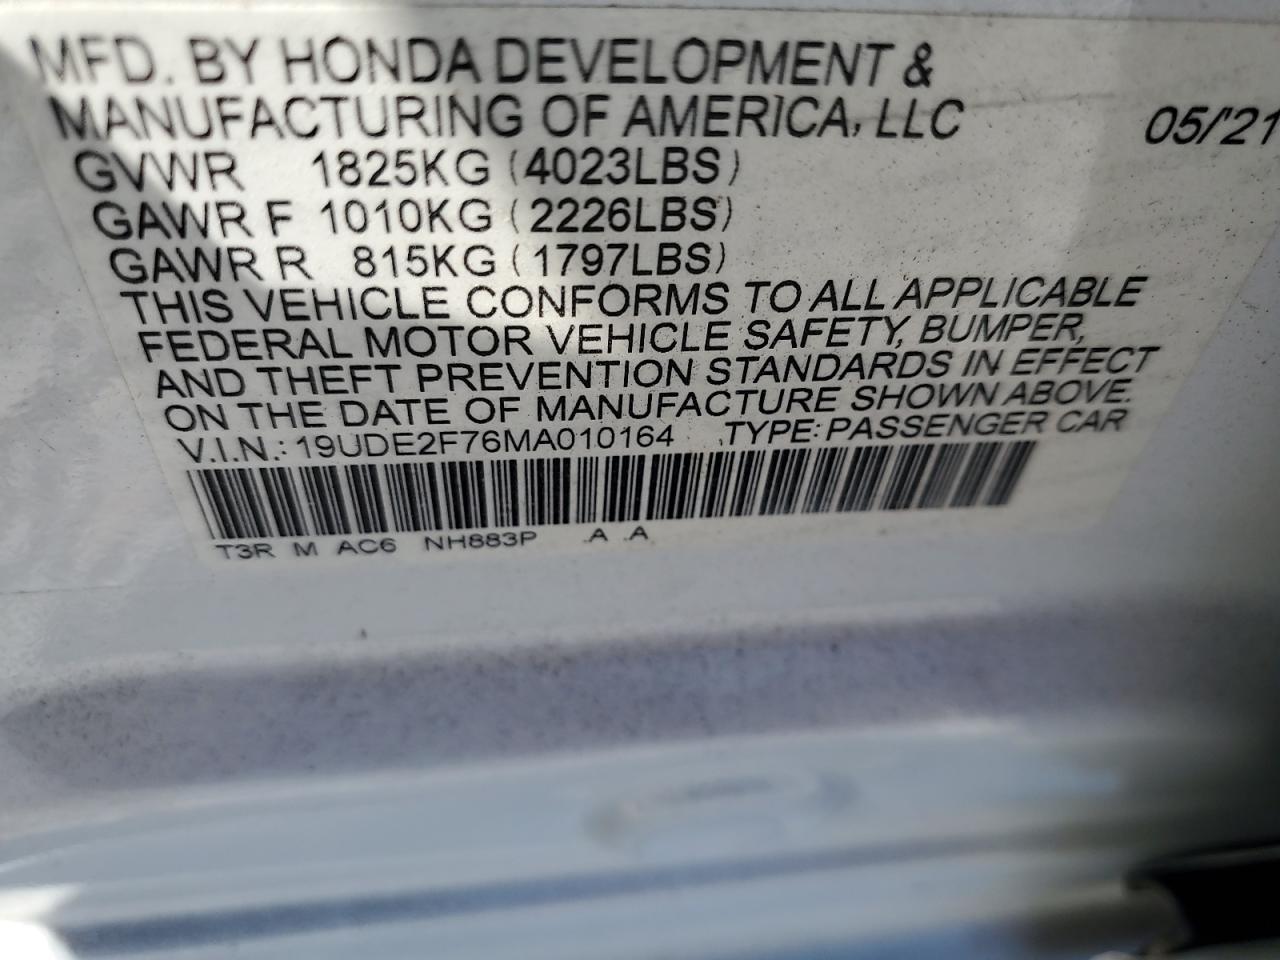 MFD. BY HONDA DEVELOPMENT &
MANUFACTURING OF AMERICA, LLC 05/'21
GVWR 1825KG (4023LBS)
GAWR F 1010KG (2226LBS)
GAWR R 815KG (1797LBS)
THIS VEHICLE CONFORMS TO ALL APPLICABLE
FEDERAL MOTOR VEHICLE SAFETY, BUMPER,
AND THEFT PREVENTION STANDARDS IN EFFECT
ON THE DATE OF MANUFACTURE SHOWN ABOVE.
V.I.N.: 19UDE2F76MA010164 TYPE: PASSENGER CAR
T3R M AC6 NH883P A A